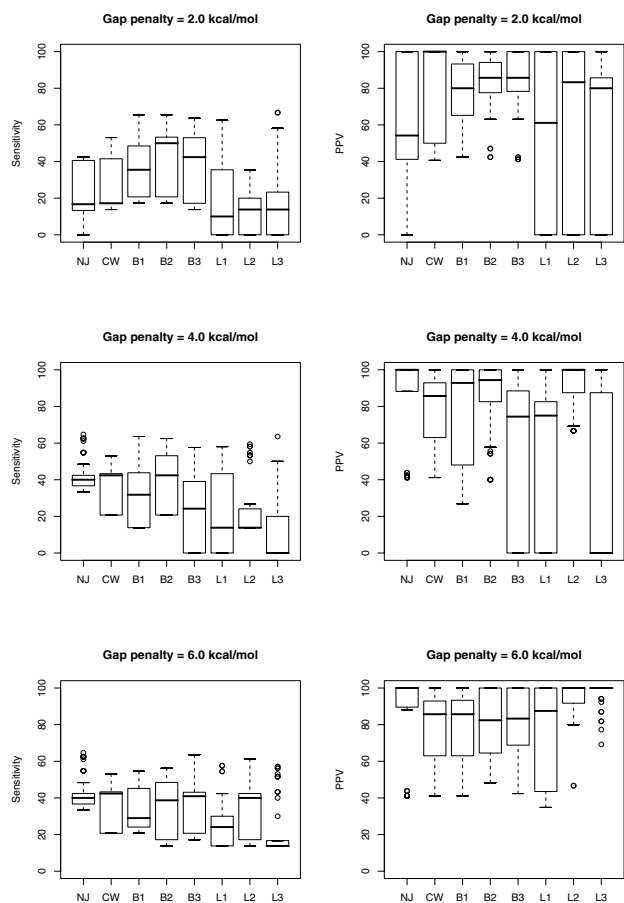 Gap penalty = 2.0 kcal/mol
Sensitivity
0 20 40 60 80 100
NJ CW B1 B2 B3 L1 L2 L3
Gap penalty = 2.0 kcal/mol
PPV
0 20 40 60 80 100
NJ CW B1 B2 B3 L1 L2 L3
Gap penalty = 4.0 kcal/mol
Sensitivity
0 20 40 60 80 100
NJ CW B1 B2 B3 L1 L2 L3
Gap penalty = 4.0 kcal/mol
PPV
0 20 40 60 80 100
NJ CW B1 B2 B3 L1 L2 L3
Gap penalty = 6.0 kcal/mol
Sensitivity
0 20 40 60 80 100
NJ CW B1 B2 B3 L1 L2 L3
Gap penalty = 6.0 kcal/mol
PPV
0 20 40 60 80 100
NJ CW B1 B2 B3 L1 L2 L3